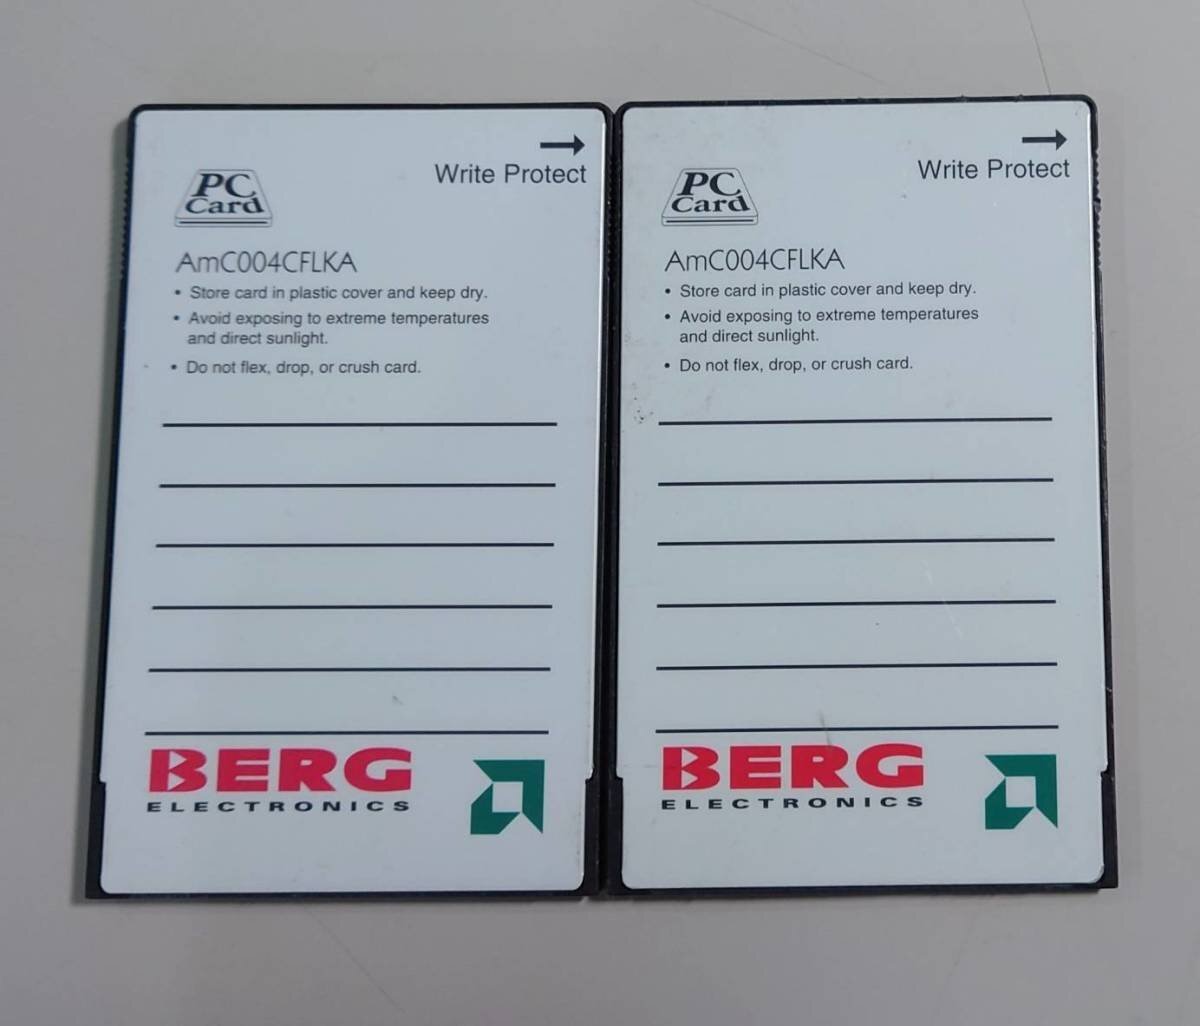 Write Protect
PC
Card
AmC004CFLKA
• Store card in plastic cover and keep dry.
• Avoid exposing to extreme temperatures
and direct sunlight.
• Do not flex, drop, or crush card.
BERG
ELECTRONICS
Write Protect
PC
Card
AmC004CFLKA
• Store card in plastic cover and keep dry.
• Avoid exposing to extreme temperatures
and direct sunlight.
• Do not flex, drop, or crush card.
BERG
ELECTRONICS